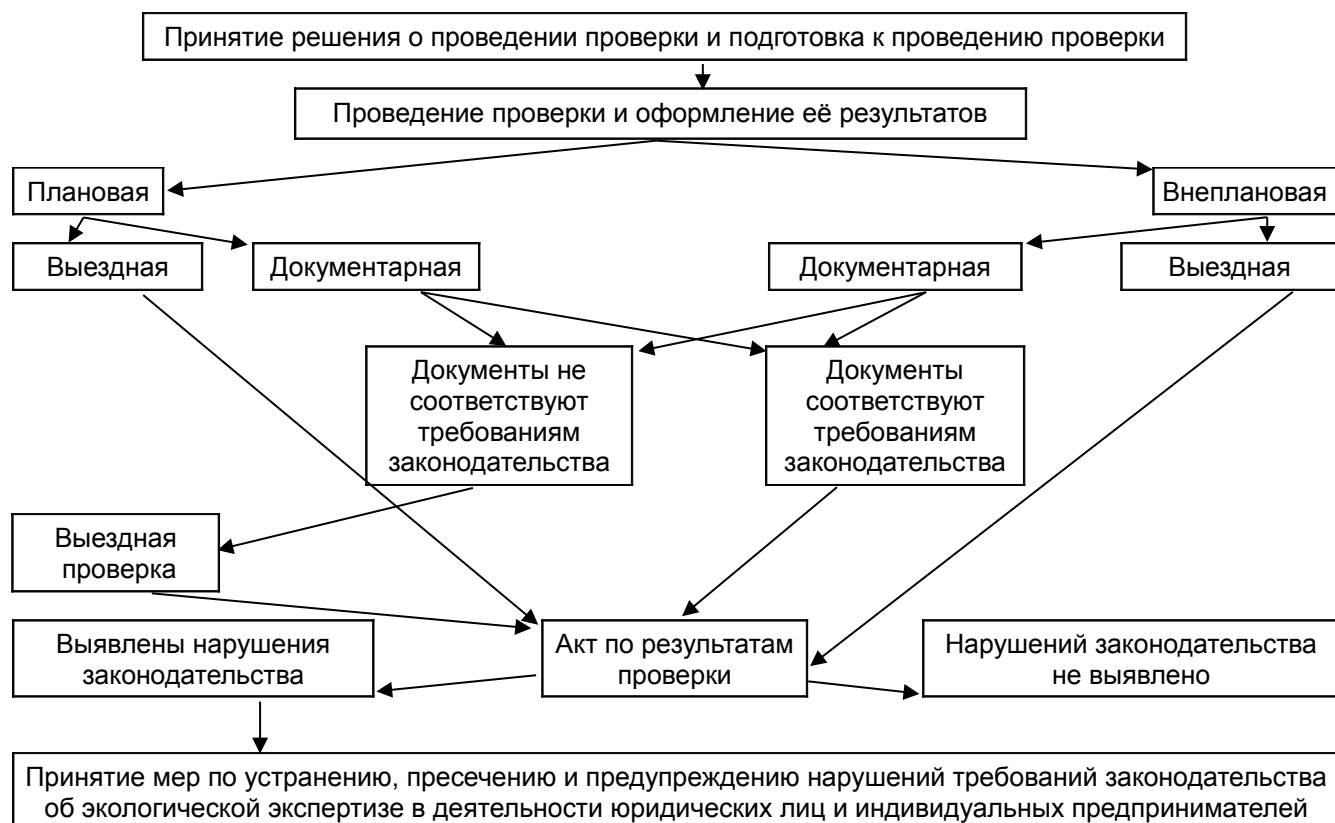 Принятие решения о проведении проверки и подготовка к проведению проверки
Проведение проверки и оформление её результатов
Плановая
Внеплановая
Выездная
Документарная
Документарная
Выездная
Документы не
соответствуют
требованиям
законодательства
Документы
соответствуют
требованиям
законодательства
Выездная
проверка
Выявлены нарушения
законодательства
Акт по результатам
проверки
Нарушений законодательства
не выявлено
Принятие мер по устранению, пресечению и предупреждению нарушений требований законодательства
об экологической экспертизе в деятельности юридических лиц и индивидуальных предпринимателей